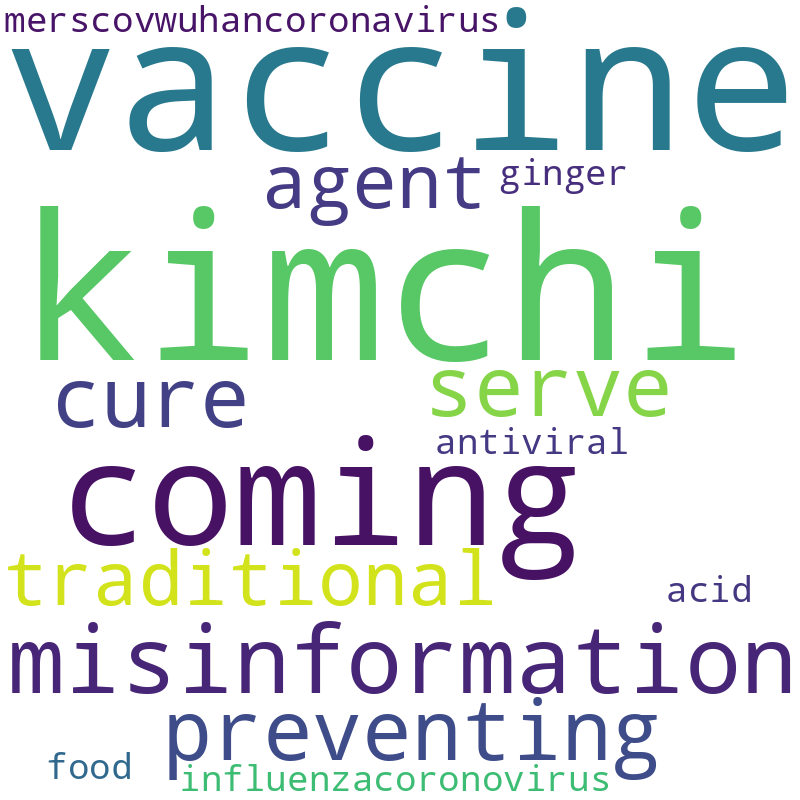 merscovwuhancoronavirus
vaccine
agent ginger
kimchi
cure serve
antiviral
coming
traditional acid
misinformation
preventing
food influenzacoronovirus